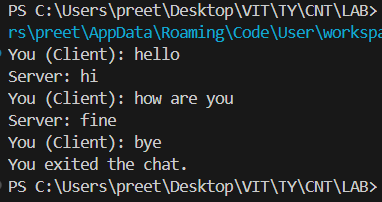 PS C:\Users\preet\Desktop\VIT\TY\CNT\LAB>
rs\preet\AppData\Roaming\Code\User\workspa
You (Client): hello
Server: hi
You (Client): how are you
Server: fine
You (Client): bye
You exited the chat.
PS C:\Users\preet\Desktop\VIT\TY\CNT\LAB>